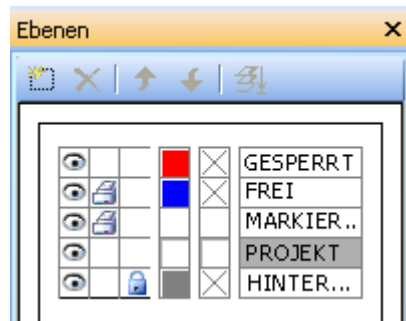 Ebenen
GESPERRT
FREI
MARKIER..
PROJEKT
HINTER...